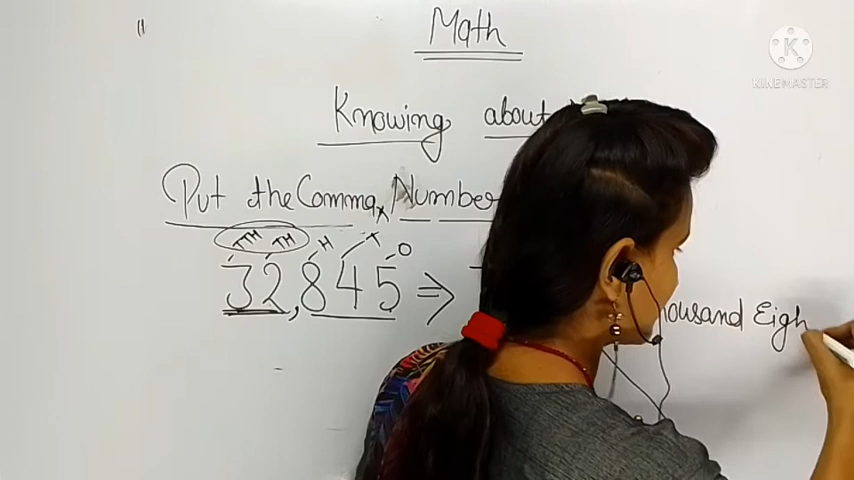 Math
Knowing about
Put the Comma, Number
TTH TH H T O
32,845 ⇒ T
housand Eigh
KINEMASTER